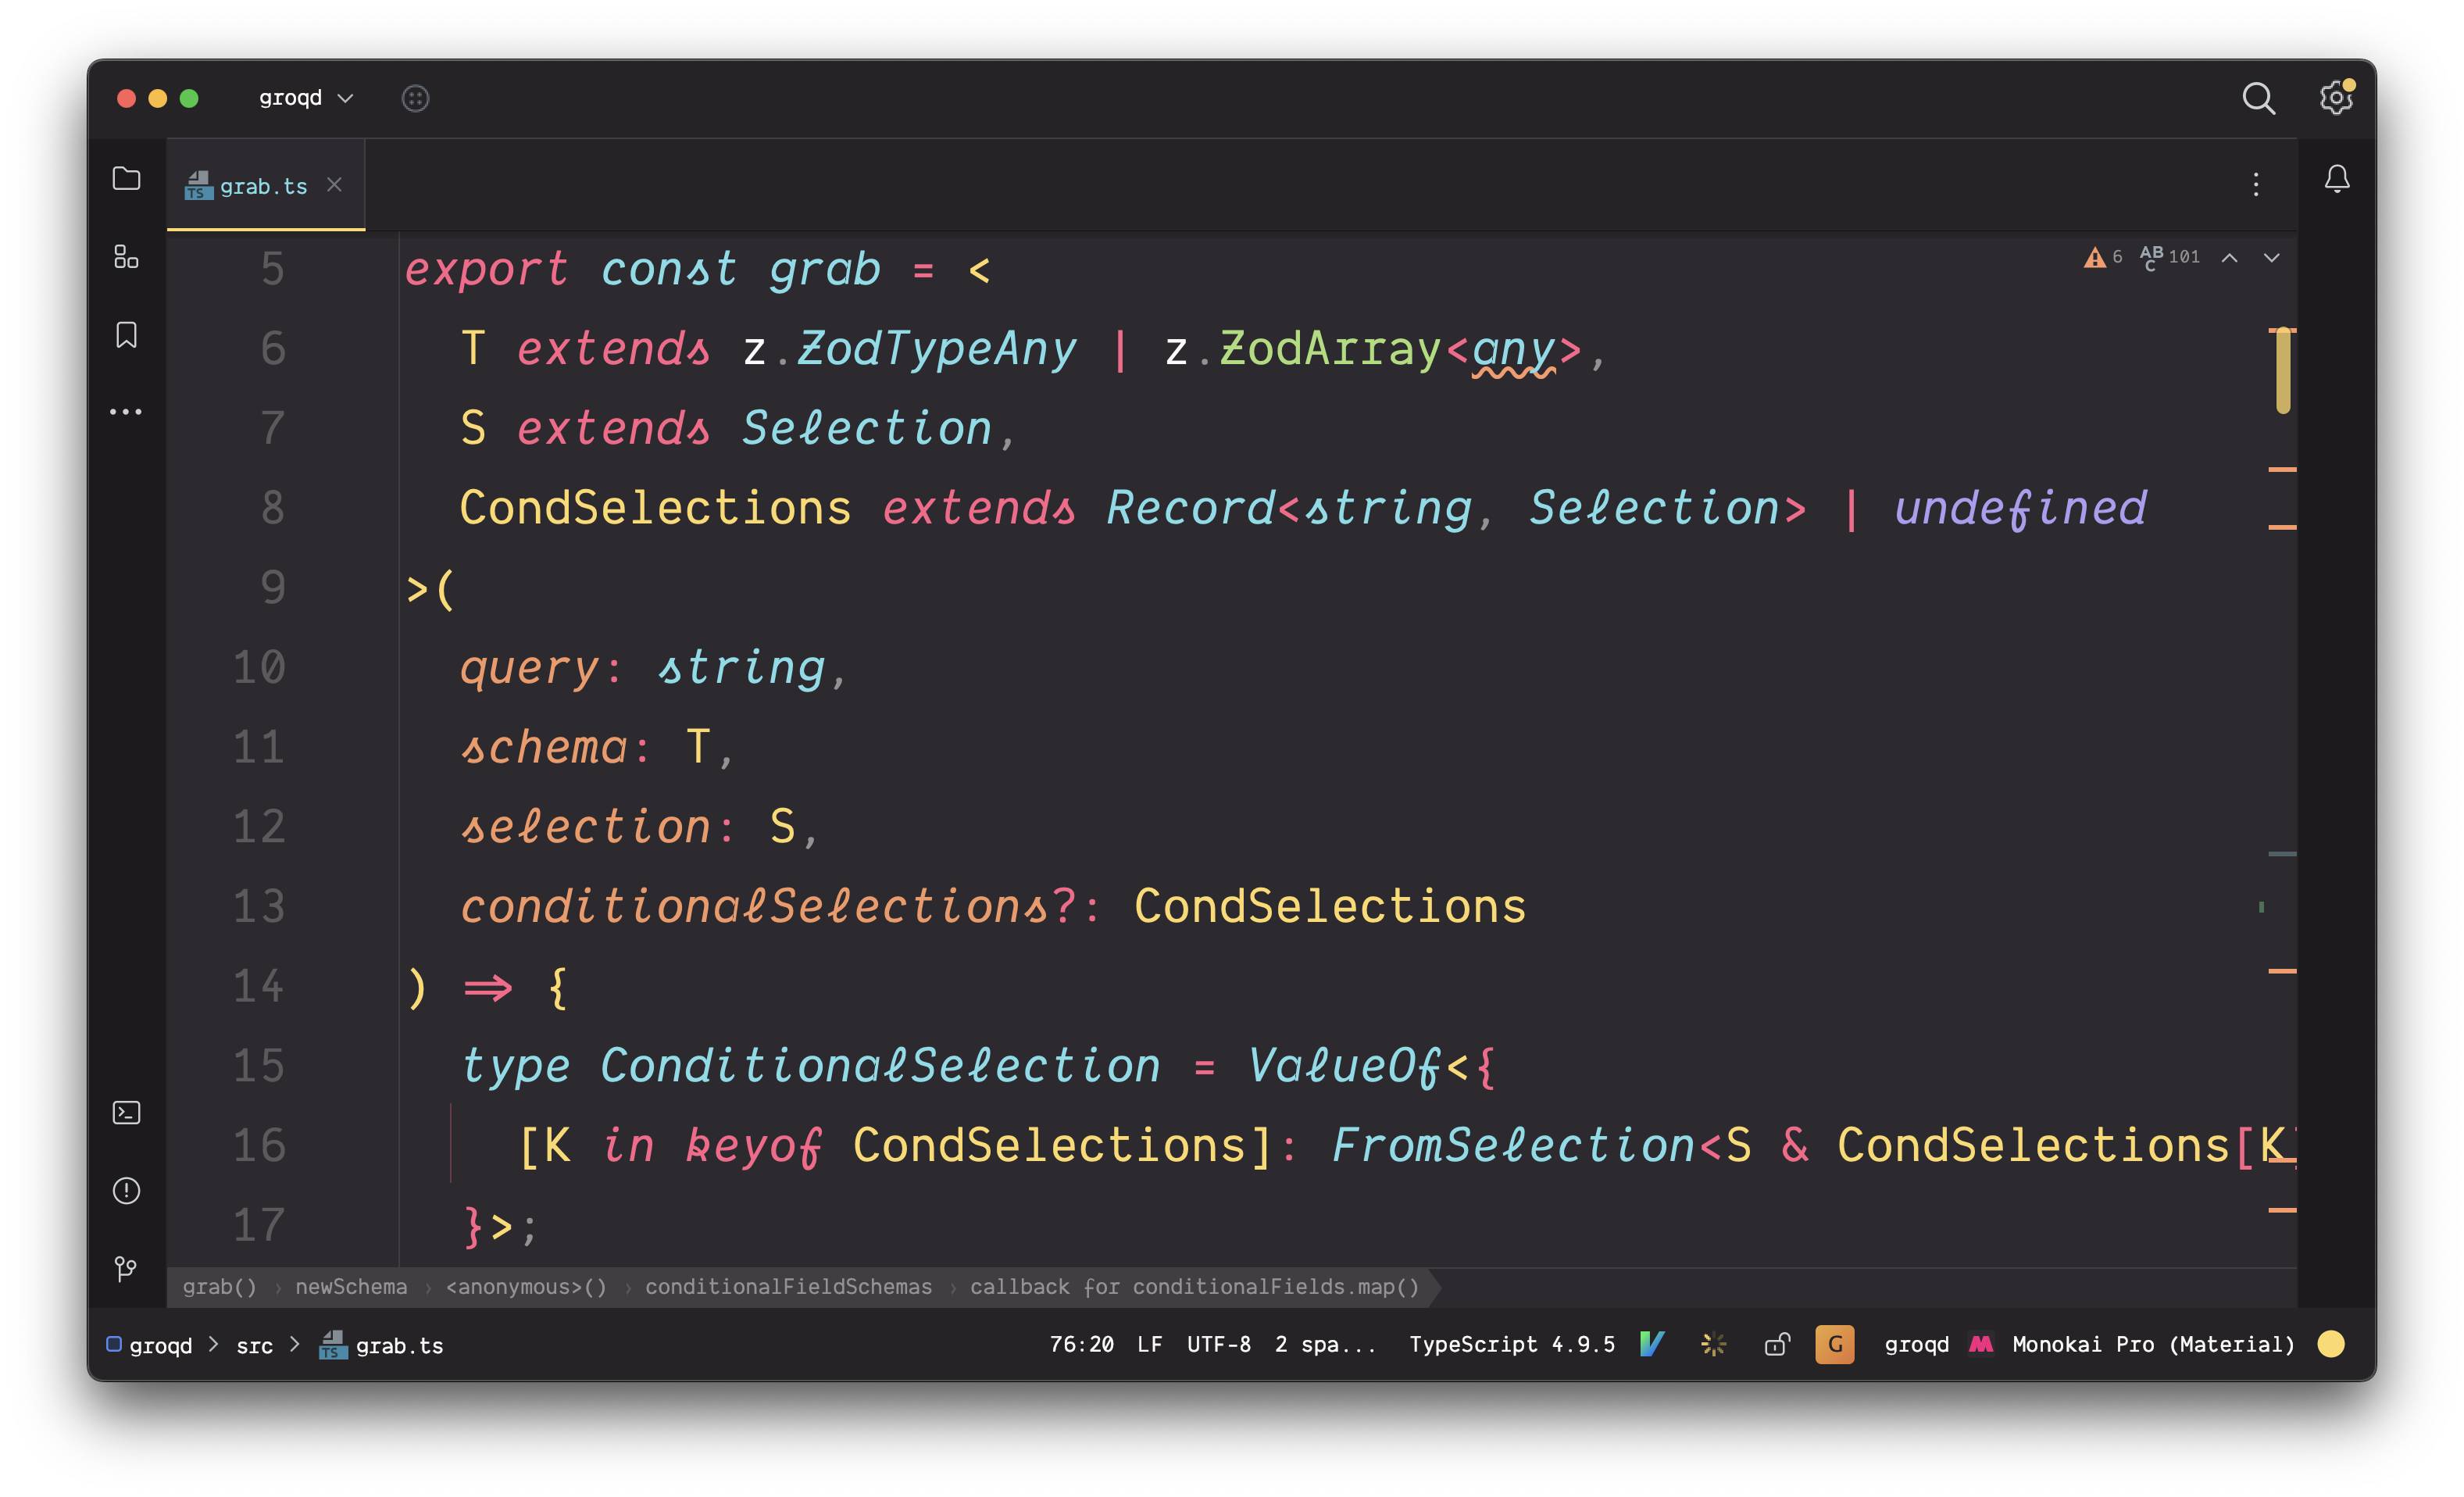 groqd
TS grab.ts
6 ABC 101
5 export const grab = <
6 T extends z.ZodTypeAny | z.ZodArray<any>,
7 S extends Selection,
8 CondSelections extends Record<string, Selection> | undefined
9 >(
10 query: string,
11 schema: T,
12 selection: S,
13 conditionalSelections?: CondSelections
14 ) => {
15 type ConditionalSelection = ValueOf<{
16 [K in keyof CondSelections]: FromSelection<S & CondSelections[K]
17 }>;
grab() › newSchema › <anonymous>() › conditionalFieldSchemas › callback for conditionalFields.map()
groqd > src > TS grab.ts 76:20 LF UTF-8 2 spa... TypeScript 4.9.5 G groqd Monokai Pro (Material)